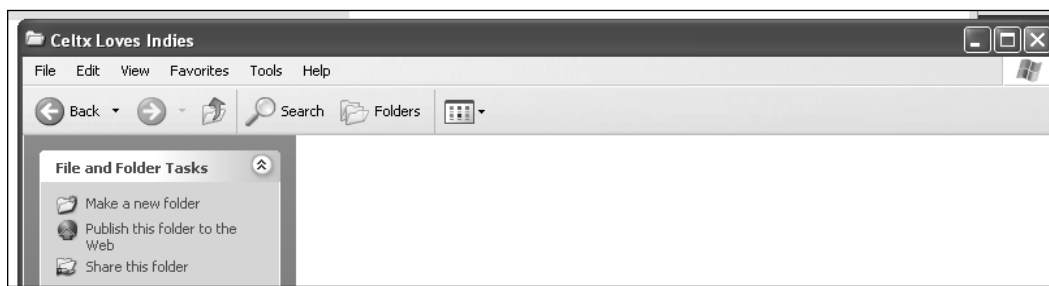 Celtx Loves Indies
File Edit View Favorites Tools Help
Back Search Folders
File and Folder Tasks
Make a new folder
Publish this folder to the
Web
Share this folder